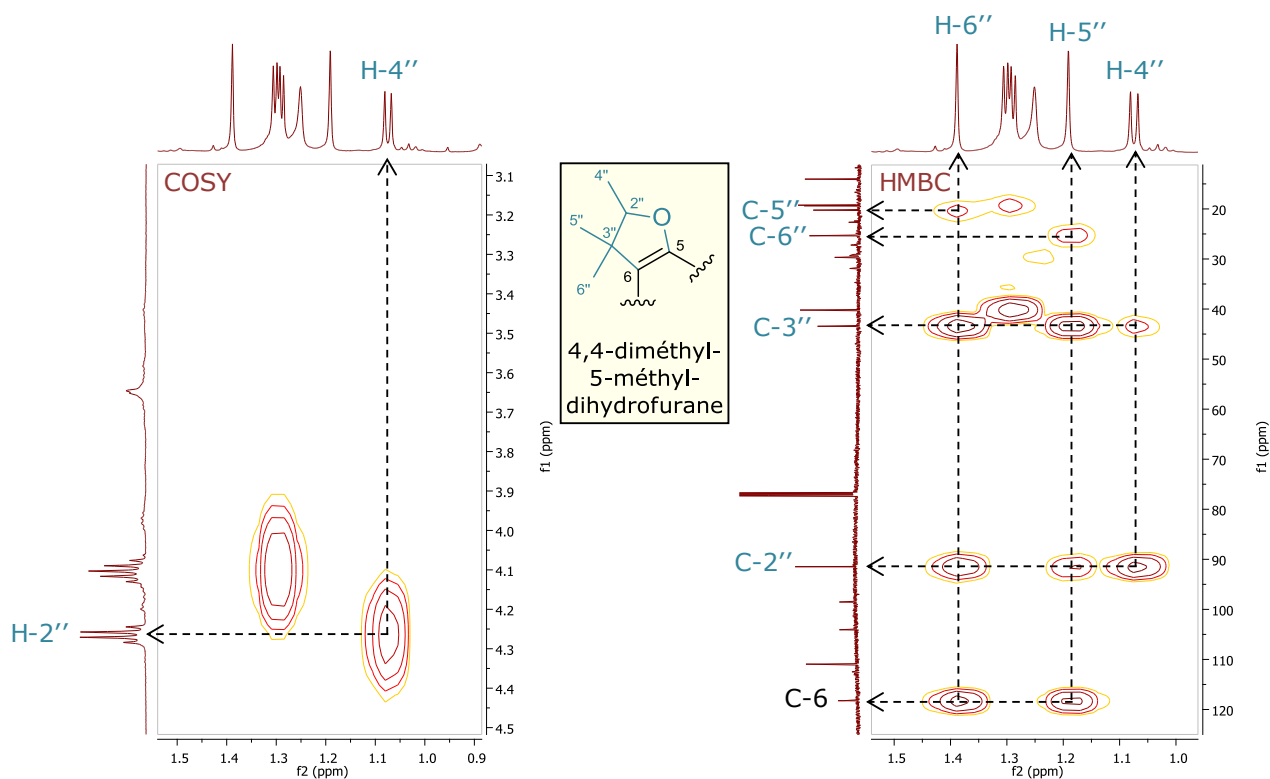 H-4’’
COSY
3.1
3.2
3.3
3.4
3.5
3.6
3.7
3.8
3.9
4.0
4.1
4.2
4.3
4.4
4.5
f1 (ppm)
H-2’’
1.5
1.4
1.3
1.2
1.1
1.0
0.9
f2 (ppm)
4"
2"
O
5"
3"
5
6
6"
4,4-diméthyl-
5-méthyl-
dihydrofurane
H-6’’
H-5’’
H-4’’
HMBC
C-5’’
C-6’’
C-3’’
C-2’’
C-6
20
30
40
50
60
70
80
90
100
110
120
f1 (ppm)
1.5
1.4
1.3
1.2
1.1
1.0
f2 (ppm)